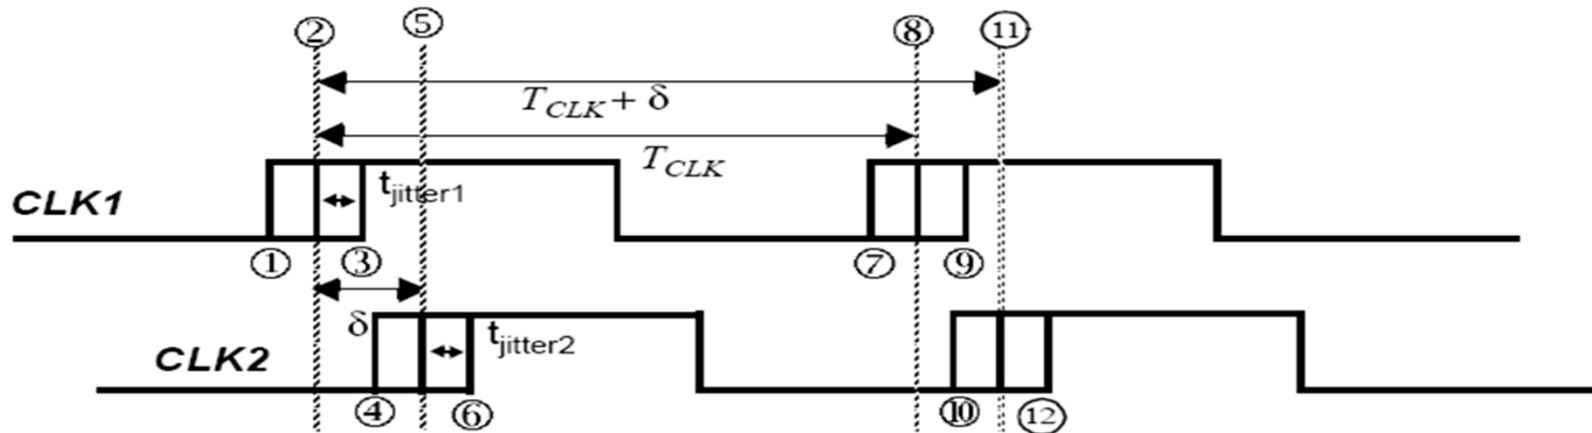 ② ⑤ ⑧ ⑪
T_CLK + δ
T_CLK
CLK1 t_jitter1
① ③ ⑦ ⑨
δ t_jitter2
CLK2
④ ⑥ ⑩ ⑫